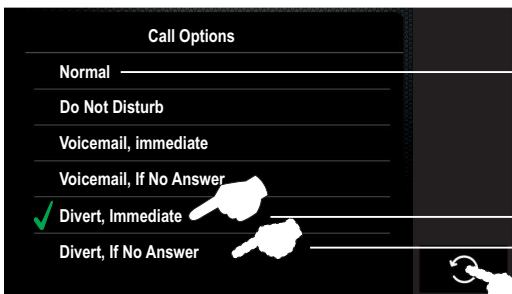 Call Options
Normal
Do Not Disturb
Voicemail, immediate
Voicemail, If No Answer
Divert, Immediate
Divert, If No Answer